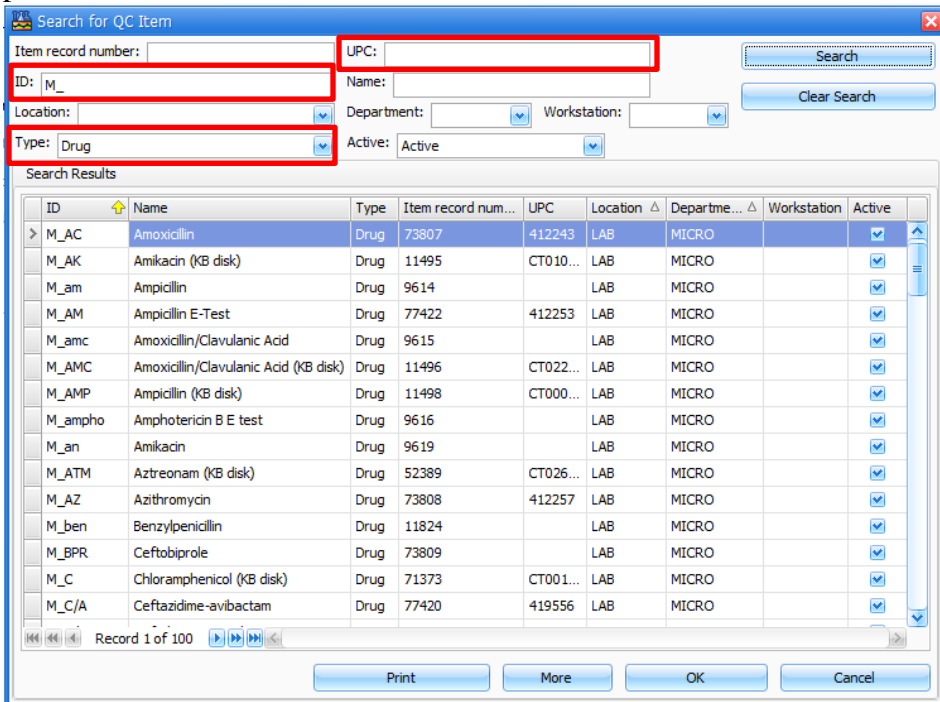 Search for QC Item
Item record number: UPC: Search
ID: M_ Name: Clear Search
Location: Department: Workstation:
Type: Drug Active: Active
Search Results
ID Name Type Item record num... UPC Location Departme... Workstation Active
M_AC Amoxicillin Drug 73807 412243 LAB MICRO
M_AK Amikacin (KB disk) Drug 11495 CT010... LAB MICRO
M_am Ampicillin Drug 9614 LAB MICRO
M_AM Ampicillin E-Test Drug 77422 412253 LAB MICRO
M_amc Amoxicillin/Clavulanic Acid Drug 9615 LAB MICRO
M_AMC Amoxicillin/Clavulanic Acid (KB disk) Drug 11496 CT022... LAB MICRO
M_AMP Ampicillin (KB disk) Drug 11498 CT000... LAB MICRO
M_ampho Amphotericin B E test Drug 9616 LAB MICRO
M_an Amikacin Drug 9619 LAB MICRO
M_ATM Aztreonam (KB disk) Drug 52389 CT026... LAB MICRO
M_AZ Azithromycin Drug 73808 412257 LAB MICRO
M_ben Benzylpenicillin Drug 11824 LAB MICRO
M_BPR Ceftobiprole Drug 73809 LAB MICRO
M_C Chloramphenicol (KB disk) Drug 71373 CT001... LAB MICRO
M_C/A Ceftazidime-avibactam Drug 77420 419556 LAB MICRO
Record 1 of 100
Print More OK Cancel